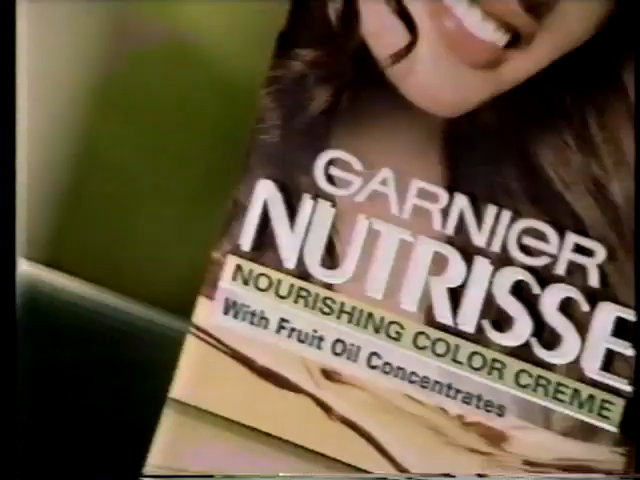 GARNIER
NUTRISSE
NOURISHING COLOR CREME
With Fruit Oil Concentrates